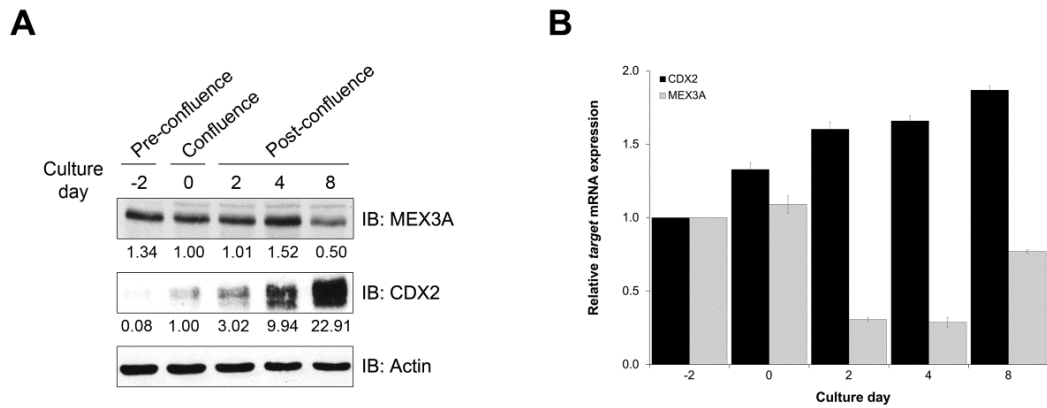 A
Pre-confluence
Confluence
Post-confluence
Culture
day
-2 0 2 4 8
IB: MEX3A
1.34 1.00 1.01 1.52 0.50
IB: CDX2
0.08 1.00 3.02 9.94 22.91
IB: Actin
B
CDX2
MEX3A
2.0
1.5
1.0
0.5
0.0
Relative target mRNA expression
-2 0 2 4 8
Culture day